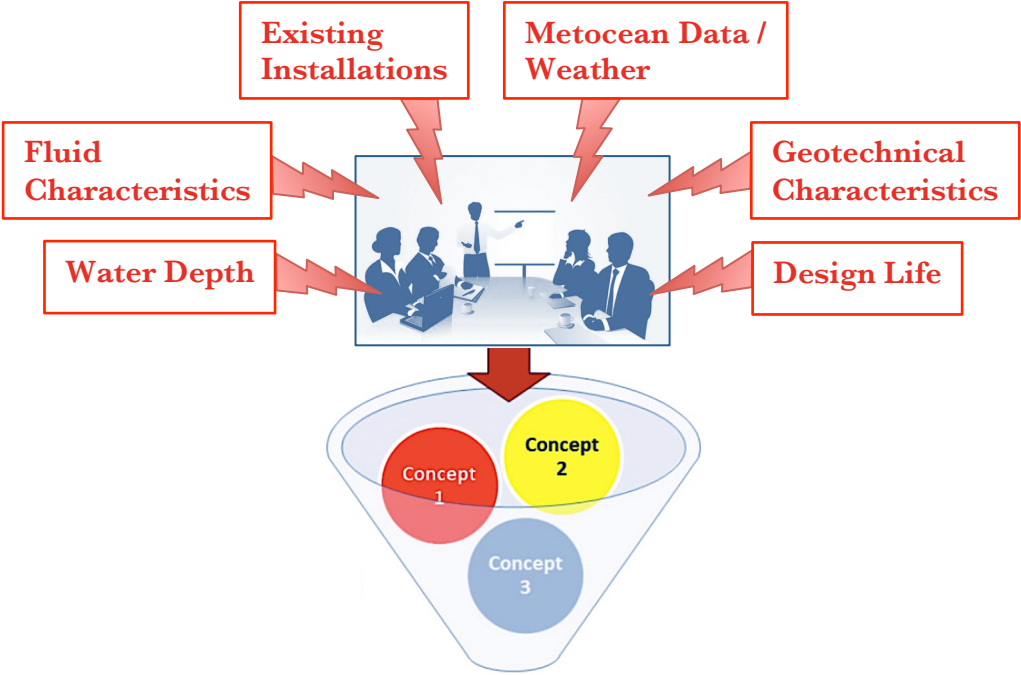 Existing
Installations
Metocean Data /
Weather
Fluid
Characteristics
Geotechnical
Characteristics
Water Depth
Design Life
Concept
1
Concept
2
Concept
3